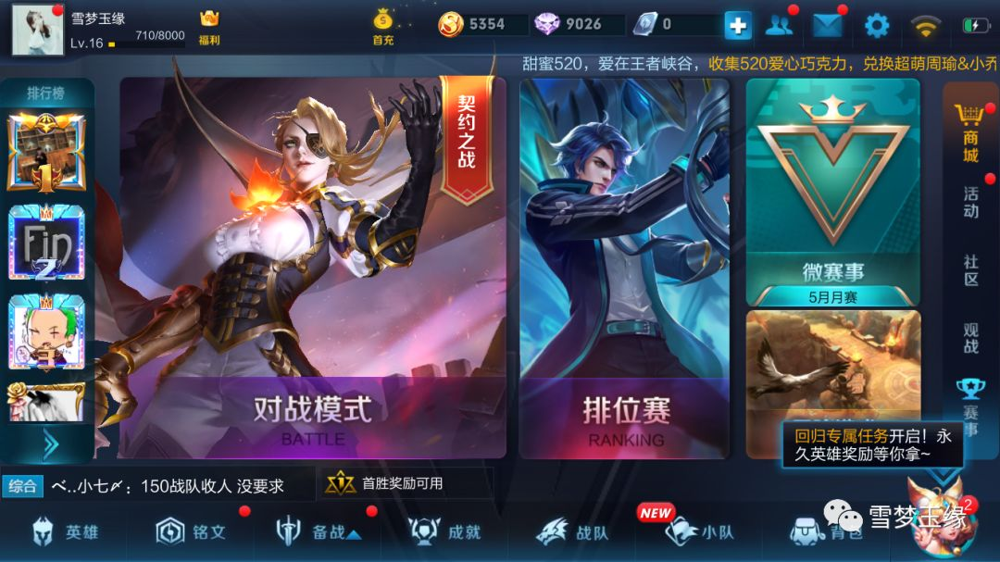 雪梦玉缘
Lv.16
710/8000
福利
首充
5354
9026
0
甜蜜520，爱在王者峡谷，收集520爱心巧克力，兑换超萌周瑜&小乔
排行榜
1
Fin
2
3
契约之战
对战模式
BATTLE
排位赛
RANKING
微赛事
5月月赛
商城
活动
社区
观战
赛事
回归专属任务开启！永
久英雄奖励等你拿~
综合
ベ..小七〆：150战队收人 没要求
首胜奖励可用
英雄
铭文
备战
成就
战队
NEW
小队
背包
雪梦玉缘
2